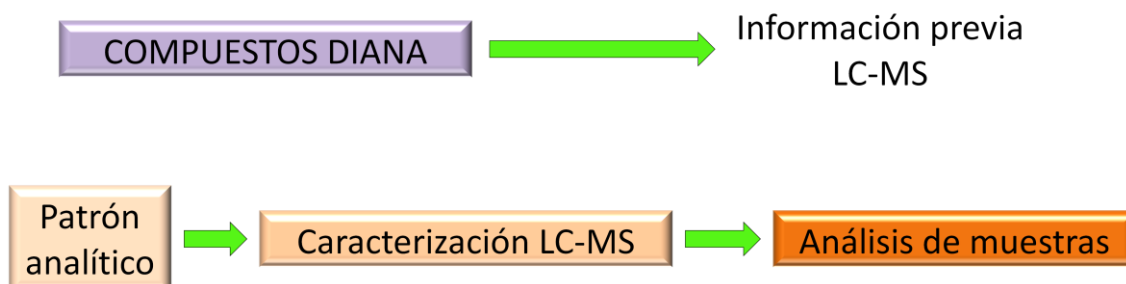 COMPUESTOS DIANA
Información previa
LC-MS
Patrón
analítico
Caracterización LC-MS
Análisis de muestras